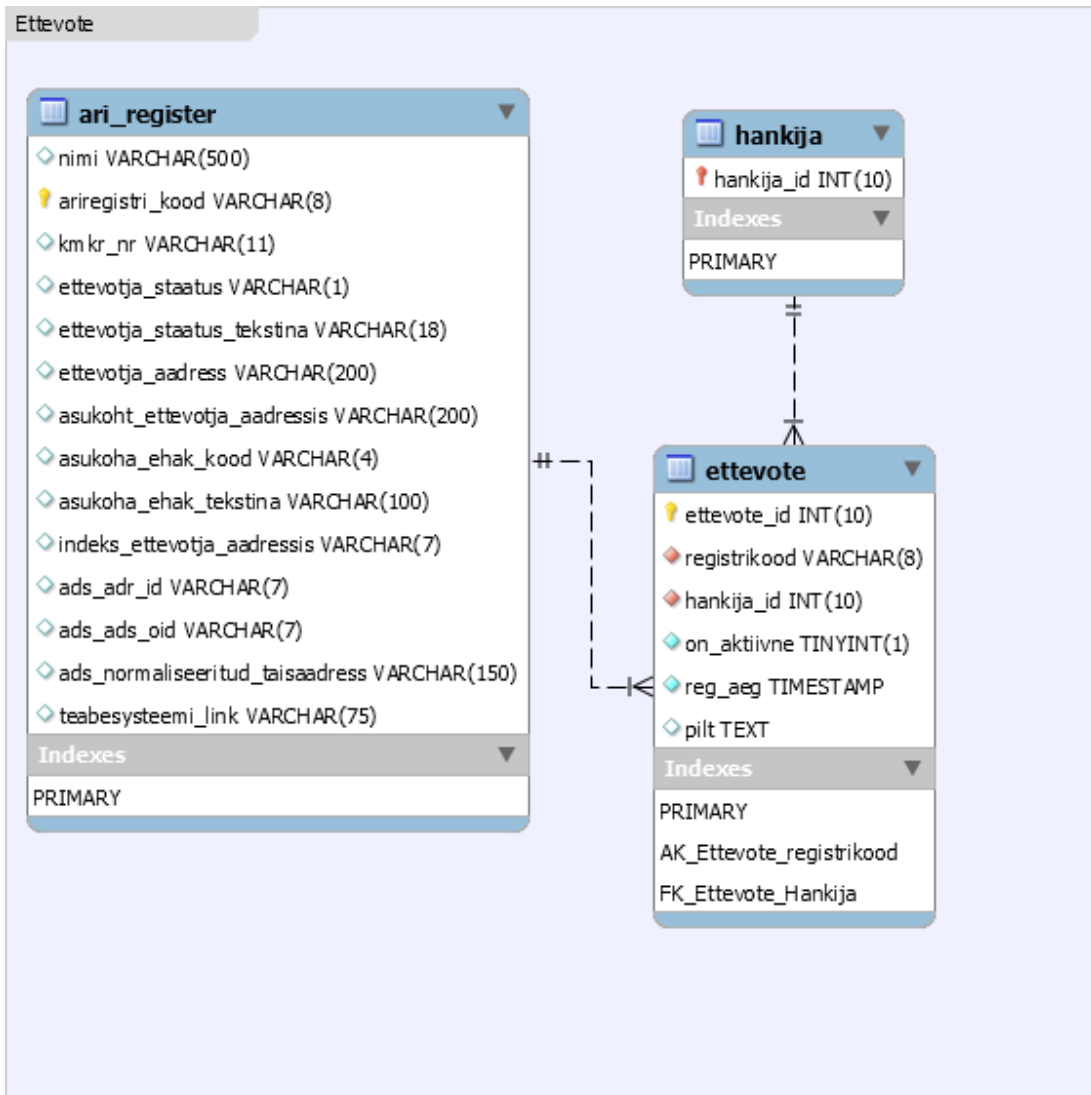 Ettevote
ari_register
nimi VARCHAR(500)
ariregistri_kood VARCHAR(8)
kmkr_nr VARCHAR(11)
ettevotja_staatus VARCHAR(1)
ettevotja_staatus_tekstina VARCHAR(18)
ettevotja_aadress VARCHAR(200)
asukoht_ettevotja_aadressis VARCHAR(200)
asukoha_ehak_kood VARCHAR(4)
asukoha_ehak_tekstina VARCHAR(100)
indeks_ettevotja_aadressis VARCHAR(7)
ads_adr_id VARCHAR(7)
ads_ads_oid VARCHAR(7)
ads_normaliseeritud_taisaadress VARCHAR(150)
teabesysteemi_link VARCHAR(75)
Indexes
PRIMARY
hankija
hankija_id INT(10)
Indexes
PRIMARY
ettevote
ettevote_id INT(10)
registrikood VARCHAR(8)
hankija_id INT(10)
on_aktiivne TINYINT(1)
reg_aeg TIMESTAMP
pilt TEXT
Indexes
PRIMARY
AK_Ettevote_registrikood
FK_Ettevote_Hankija